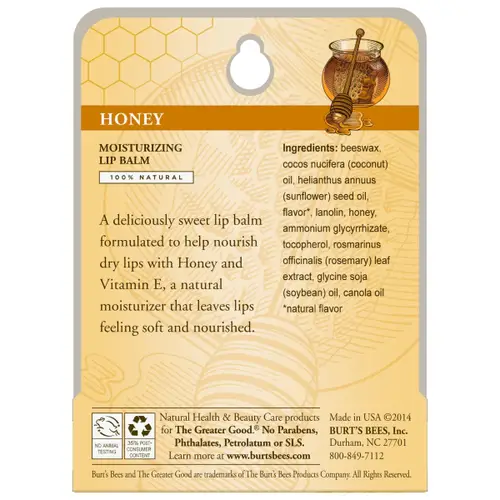 HONEY
MOISTURIZING
LIP BALM
100% NATURAL
A deliciously sweet lip balm
formulated to help nourish
dry lips with Honey and
Vitamin E, a natural
moisturizer that leaves lips
feeling soft and nourished.
Ingredients: beeswax,
cocos nucifera (coconut)
oil, helianthus annuus
(sunflower) seed oil,
flavor*, lanolin, honey,
ammonium glycyrrhizate,
tocopherol, rosmarinus
officinalis (rosemary) leaf
extract, glycine soja
(soybean) oil, canola oil
*natural flavor
NO ANIMAL
TESTING
35% POST-
CONSUMER
CONTENT
Natural Health & Beauty Care products
for The Greater Good.® No Parabens,
Phthalates, Petrolatum or SLS.
Learn more at www.burtsbees.com
Made in USA ©2014
BURT'S BEES, INC.
Durham, NC 27701
800-849-7112
Burt's Bees and The Greater Good are trademarks of The Burt's Bees Products Company. All Rights Reserved.